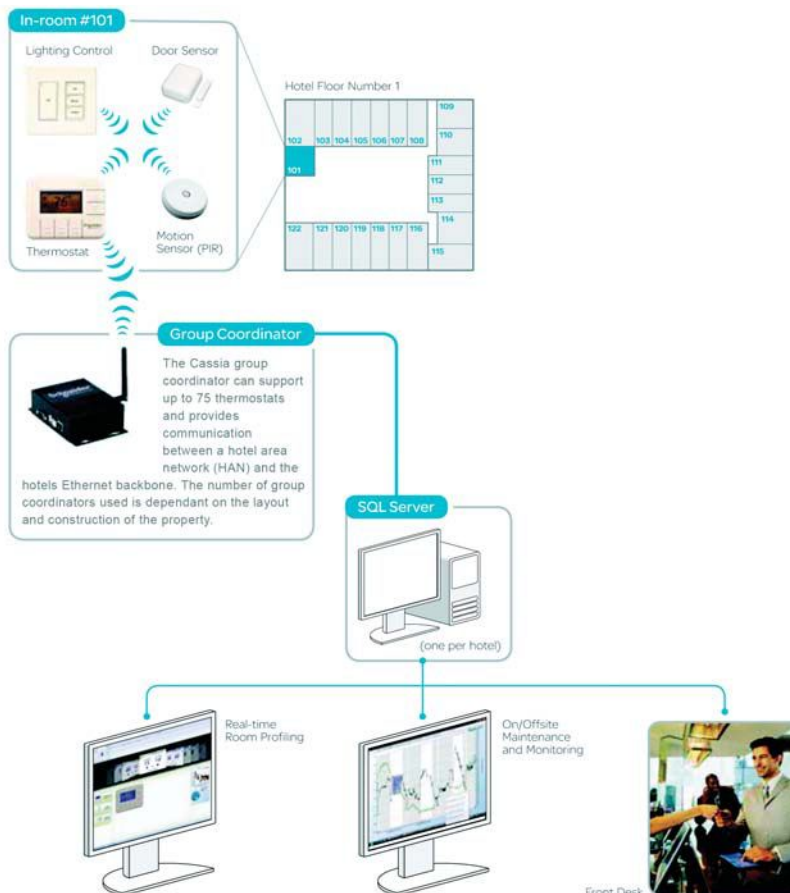 In-room #101
Lighting Control
Door Sensor
Thermostat
Motion
Sensor (PIR)
Hotel Floor Number 1
102 103 104 105 106 107 108
109
110
101
111
112
113
114
115
122 121 120 119 118 117 116
Group Coordinator
The Cassia group
coordinator can support
up to 75 thermostats
and provides
communication
between a hotel area
network (HAN) and the
hotels Ethernet backbone. The number of group
coordinators used is dependant on the layout
and construction of the property.
SQL Server
(one per hotel)
Real-time
Room Profiling
On/Offsite
Maintenance
and Monitoring
Front Desk